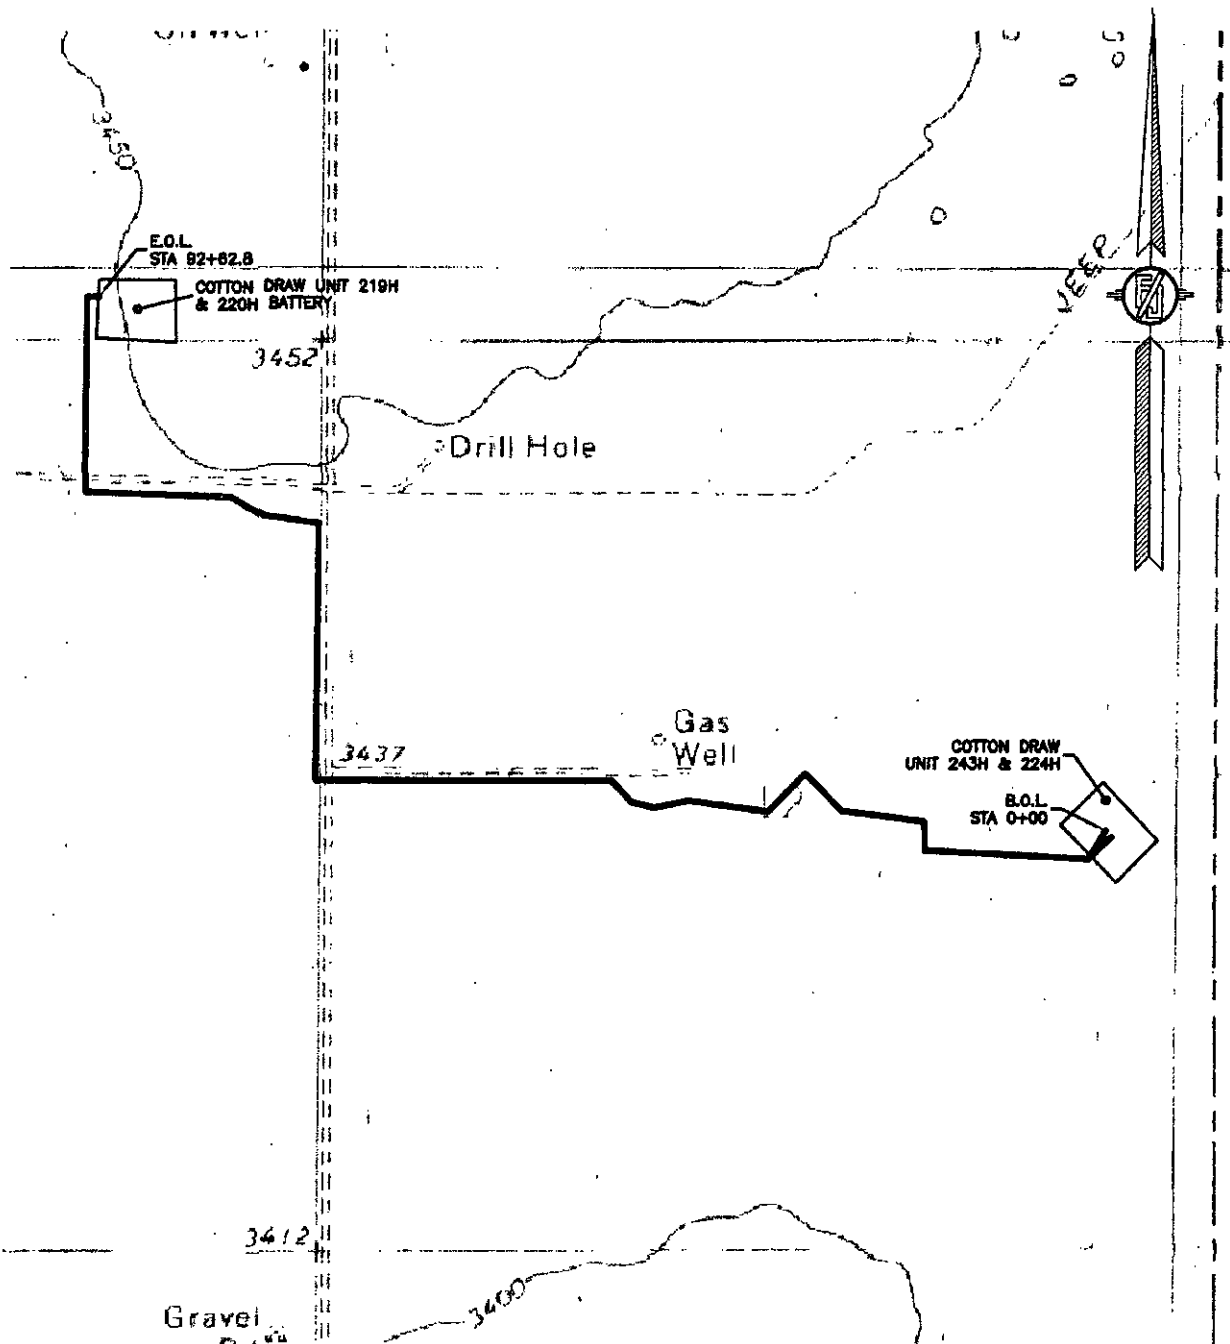 3450
E.O.L.
STA 92+62.8
COTTON DRAW UNIT 219H
& 220H BATTERY
3452
Drill Hole
VEEP
3437
Gas
Well
COTTON DRAW
UNIT 243H & 224H
B.O.L.
STA 0+00
3412
3400
Gravel